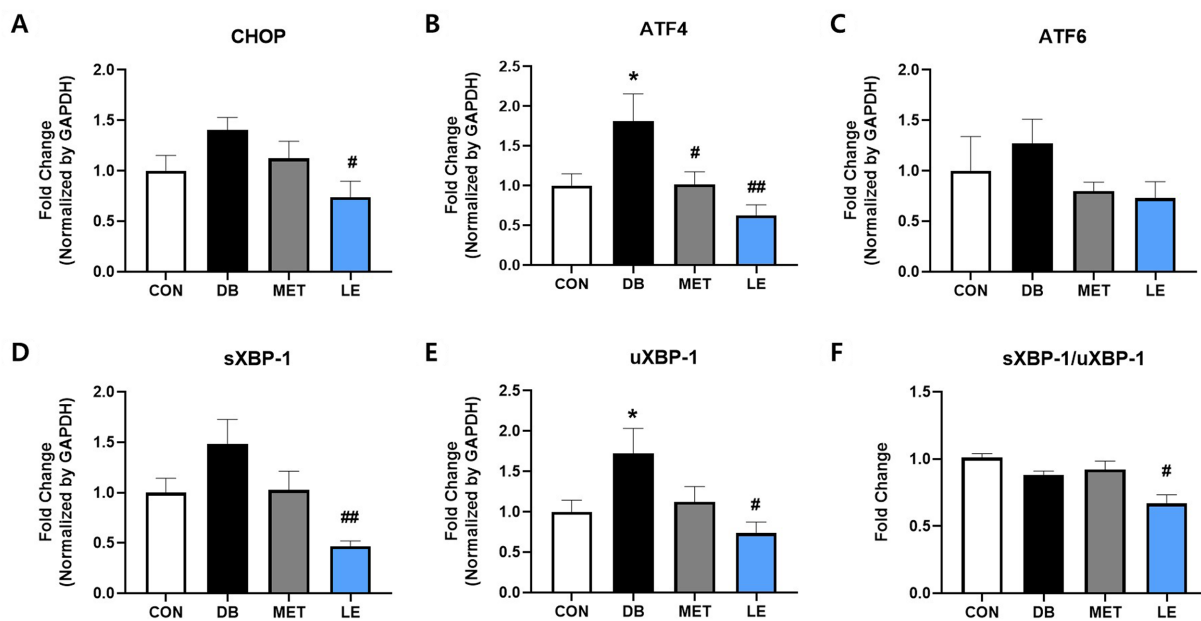 A
CHOP
Fold Change
(Normalized by GAPDH)
2.0
1.5
1.0
0.5
0.0
#
CON DB MET LE
B
ATF4
Fold Change
(Normalized by GAPDH)
2.5
2.0
1.5
1.0
0.5
0.0
*
#
##
CON DB MET LE
C
ATF6
Fold Change
(Normalized by GAPDH)
2.0
1.5
1.0
0.5
0.0
CON DB MET LE
D
sXBP-1
Fold Change
(Normalized by GAPDH)
2.0
1.5
1.0
0.5
0.0
##
CON DB MET LE
E
uXBP-1
Fold Change
(Normalized by GAPDH)
2.5
2.0
1.5
1.0
0.5
0.0
*
#
CON DB MET LE
F
sXBP-1/uXBP-1
Fold Change
1.5
1.0
0.5
0.0
#
CON DB MET LE